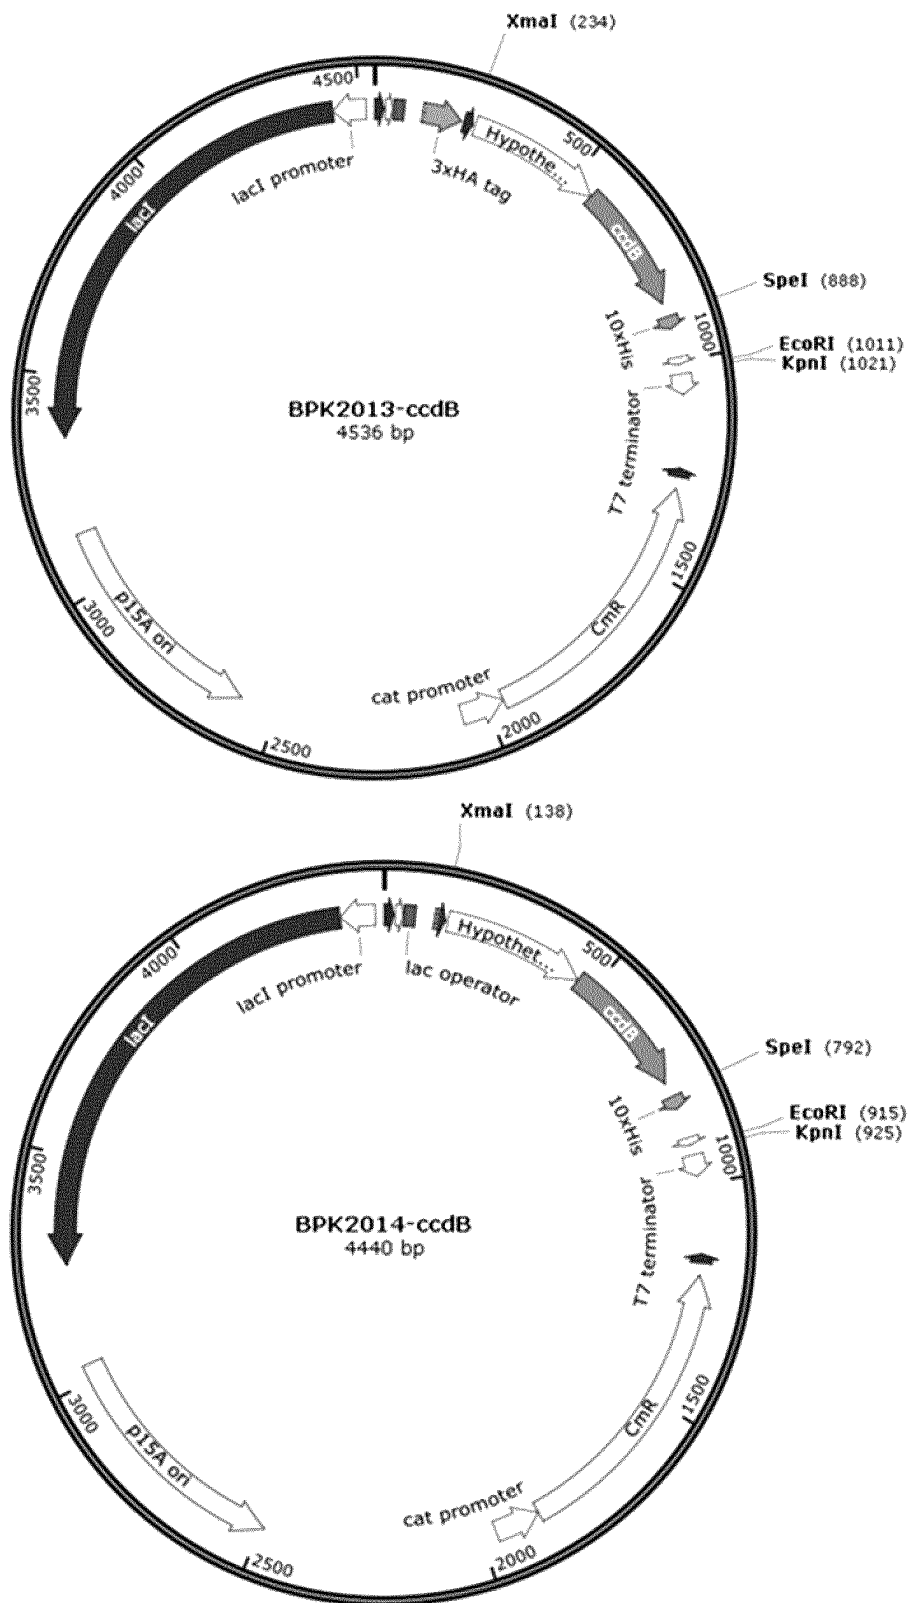 XmaI (234)
4500
500
4000
lacI promoter
3xHA tag
Hypothe...
lacI
ccdB
SpeI (888)
10xHis
1000
EcoRI (1011)
KpnI (1021)
3500
BPK2013-ccdB
4536 bp
T7 terminator
1500
CmR
3000
p15A ori
cat promoter
2500
2000
XmaI (138)
500
4000
lacI promoter
lac operator
Hypothet...
lacI
ccdB
SpeI (792)
10xHis
EcoRI (915)
KpnI (925)
1000
3500
BPK2014-ccdB
4440 bp
T7 terminator
1500
CmR
3000
p15A ori
cat promoter
2500
2000